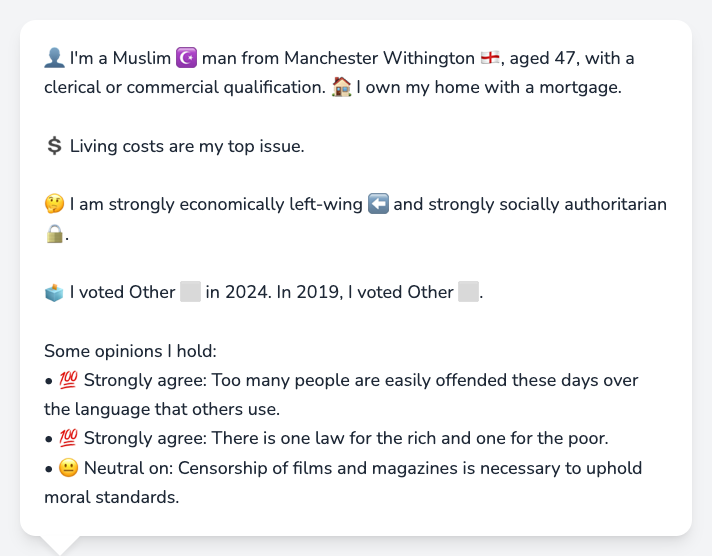 👤 I'm a Muslim ☪️ man from Manchester Withington 🏴󠁧󠁢󠁥󠁮󠁧󠁿, aged 47, with a
clerical or commercial qualification. 🏠 I own my home with a mortgage.
💲 Living costs are my top issue.
🤔 I am strongly economically left-wing ⬅️ and strongly socially authoritarian
🔒.
🗳️ I voted Other ⬜ in 2024. In 2019, I voted Other ⬜.
Some opinions I hold:
• 💯 Strongly agree: Too many people are easily offended these days over
the language that others use.
• 💯 Strongly agree: There is one law for the rich and one for the poor.
• 😐 Neutral on: Censorship of films and magazines is necessary to uphold
moral standards.